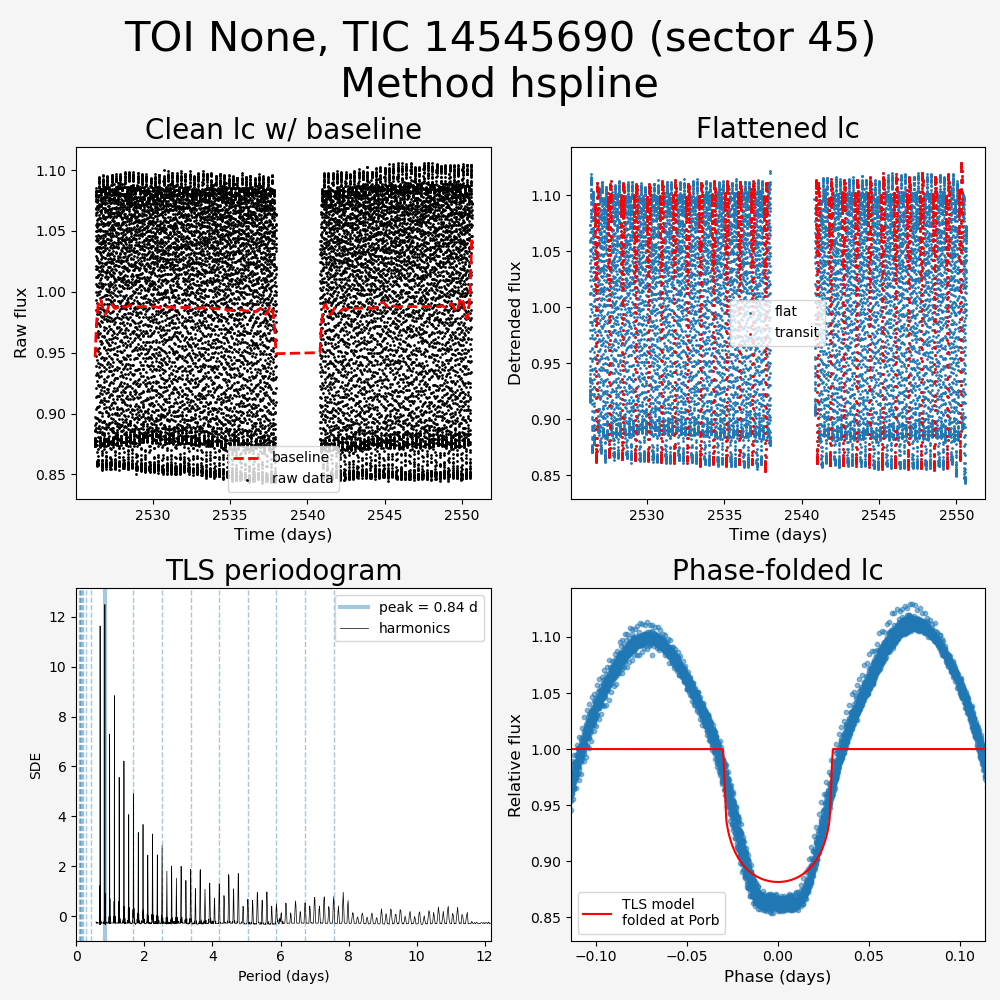 TOI None, TIC 14545690 (sector 45)
Method hspline
Clean lc w/ baseline
Raw flux
1.10
1.05
1.00
0.95
0.90
0.85
baseline
raw data
2530
2535
2540
2545
2550
Time (days)
Flattened lc
Detrended flux
1.10
1.05
1.00
0.95
0.90
0.85
flat
transit
2530
2535
2540
2545
2550
Time (days)
TLS periodogram
SDE
12
10
8
6
4
2
0
peak = 0.84 d
harmonics
0
2
4
6
8
10
12
Period (days)
Phase-folded lc
Relative flux
1.10
1.05
1.00
0.95
0.90
0.85
TLS model
folded at Porb
−0.10
−0.05
0.00
0.05
0.10
Phase (days)